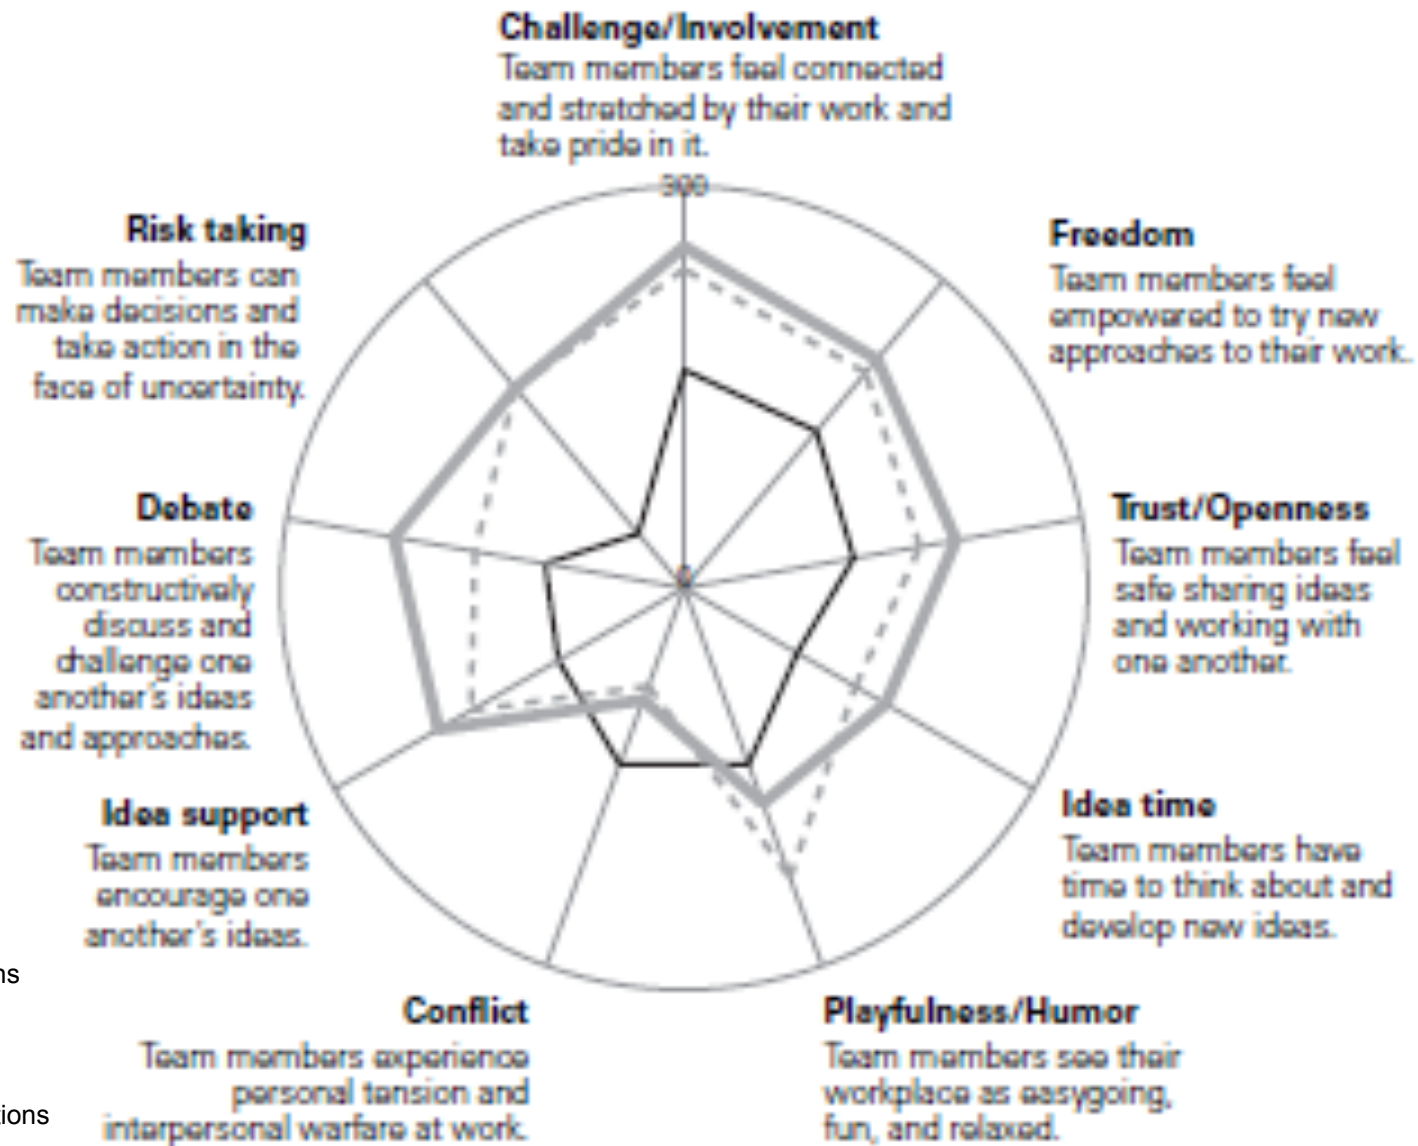 Challenge/Involvement
Team members feel connected
and stretched by their work and
take pride in it.
300
Freedom
Team members feel
empowered to try new
approaches to their work.
Trust/Openness
Team members feel
safe sharing ideas
and working with
one another.
Idea time
Team members have
time to think about and
develop new ideas.
Playfulness/Humor
Team members see their
workplace as easygoing,
fun, and relaxed.
Conflict
Team members experience
personal tension and
interpersonal warfare at work.
Idea support
Team members
encourage one
another's ideas.
Debate
Team members
constructively
discuss and
challenge one
another's ideas
and approaches.
Risk taking
Team members can
make decisions and
take action in the
face of uncertainty.
0
ns
ions